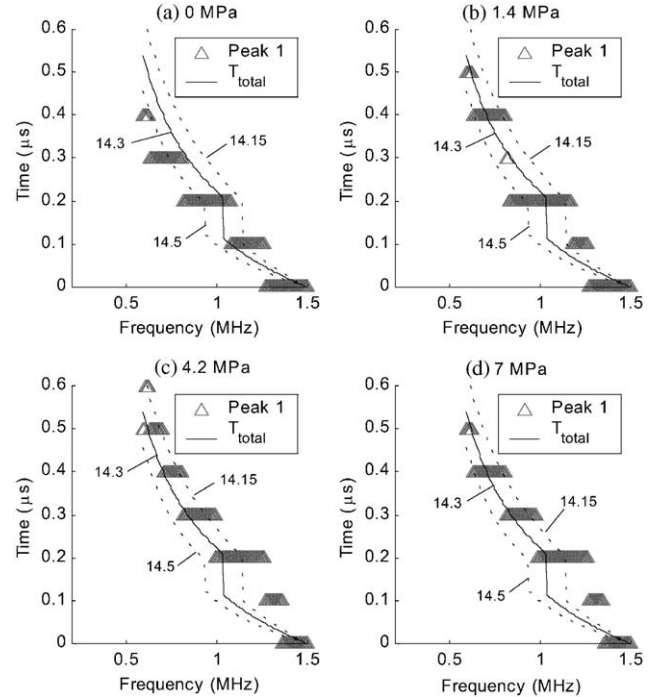 (a) 0 MPa
(b) 1.4 MPa
0.6
0.5
0.4
0.3
0.2
0.1
0
Time (μs)
Peak 1
T total
14.3
14.15
14.5
0.5
1
1.5
Frequency (MHz)
0.6
0.5
0.4
0.3
0.2
0.1
0
Time (μs)
Peak 1
T total
14.3
14.15
14.5
0.5
1
1.5
Frequency (MHz)
(c) 4.2 MPa
(d) 7 MPa
0.6
0.5
0.4
0.3
0.2
0.1
0
Time (μs)
Peak 1
T total
14.3
14.15
14.5
0.5
1
1.5
Frequency (MHz)
0.6
0.5
0.4
0.3
0.2
0.1
0
Time (μs)
Peak 1
T total
14.3
14.15
14.5
0.5
1
1.5
Frequency (MHz)